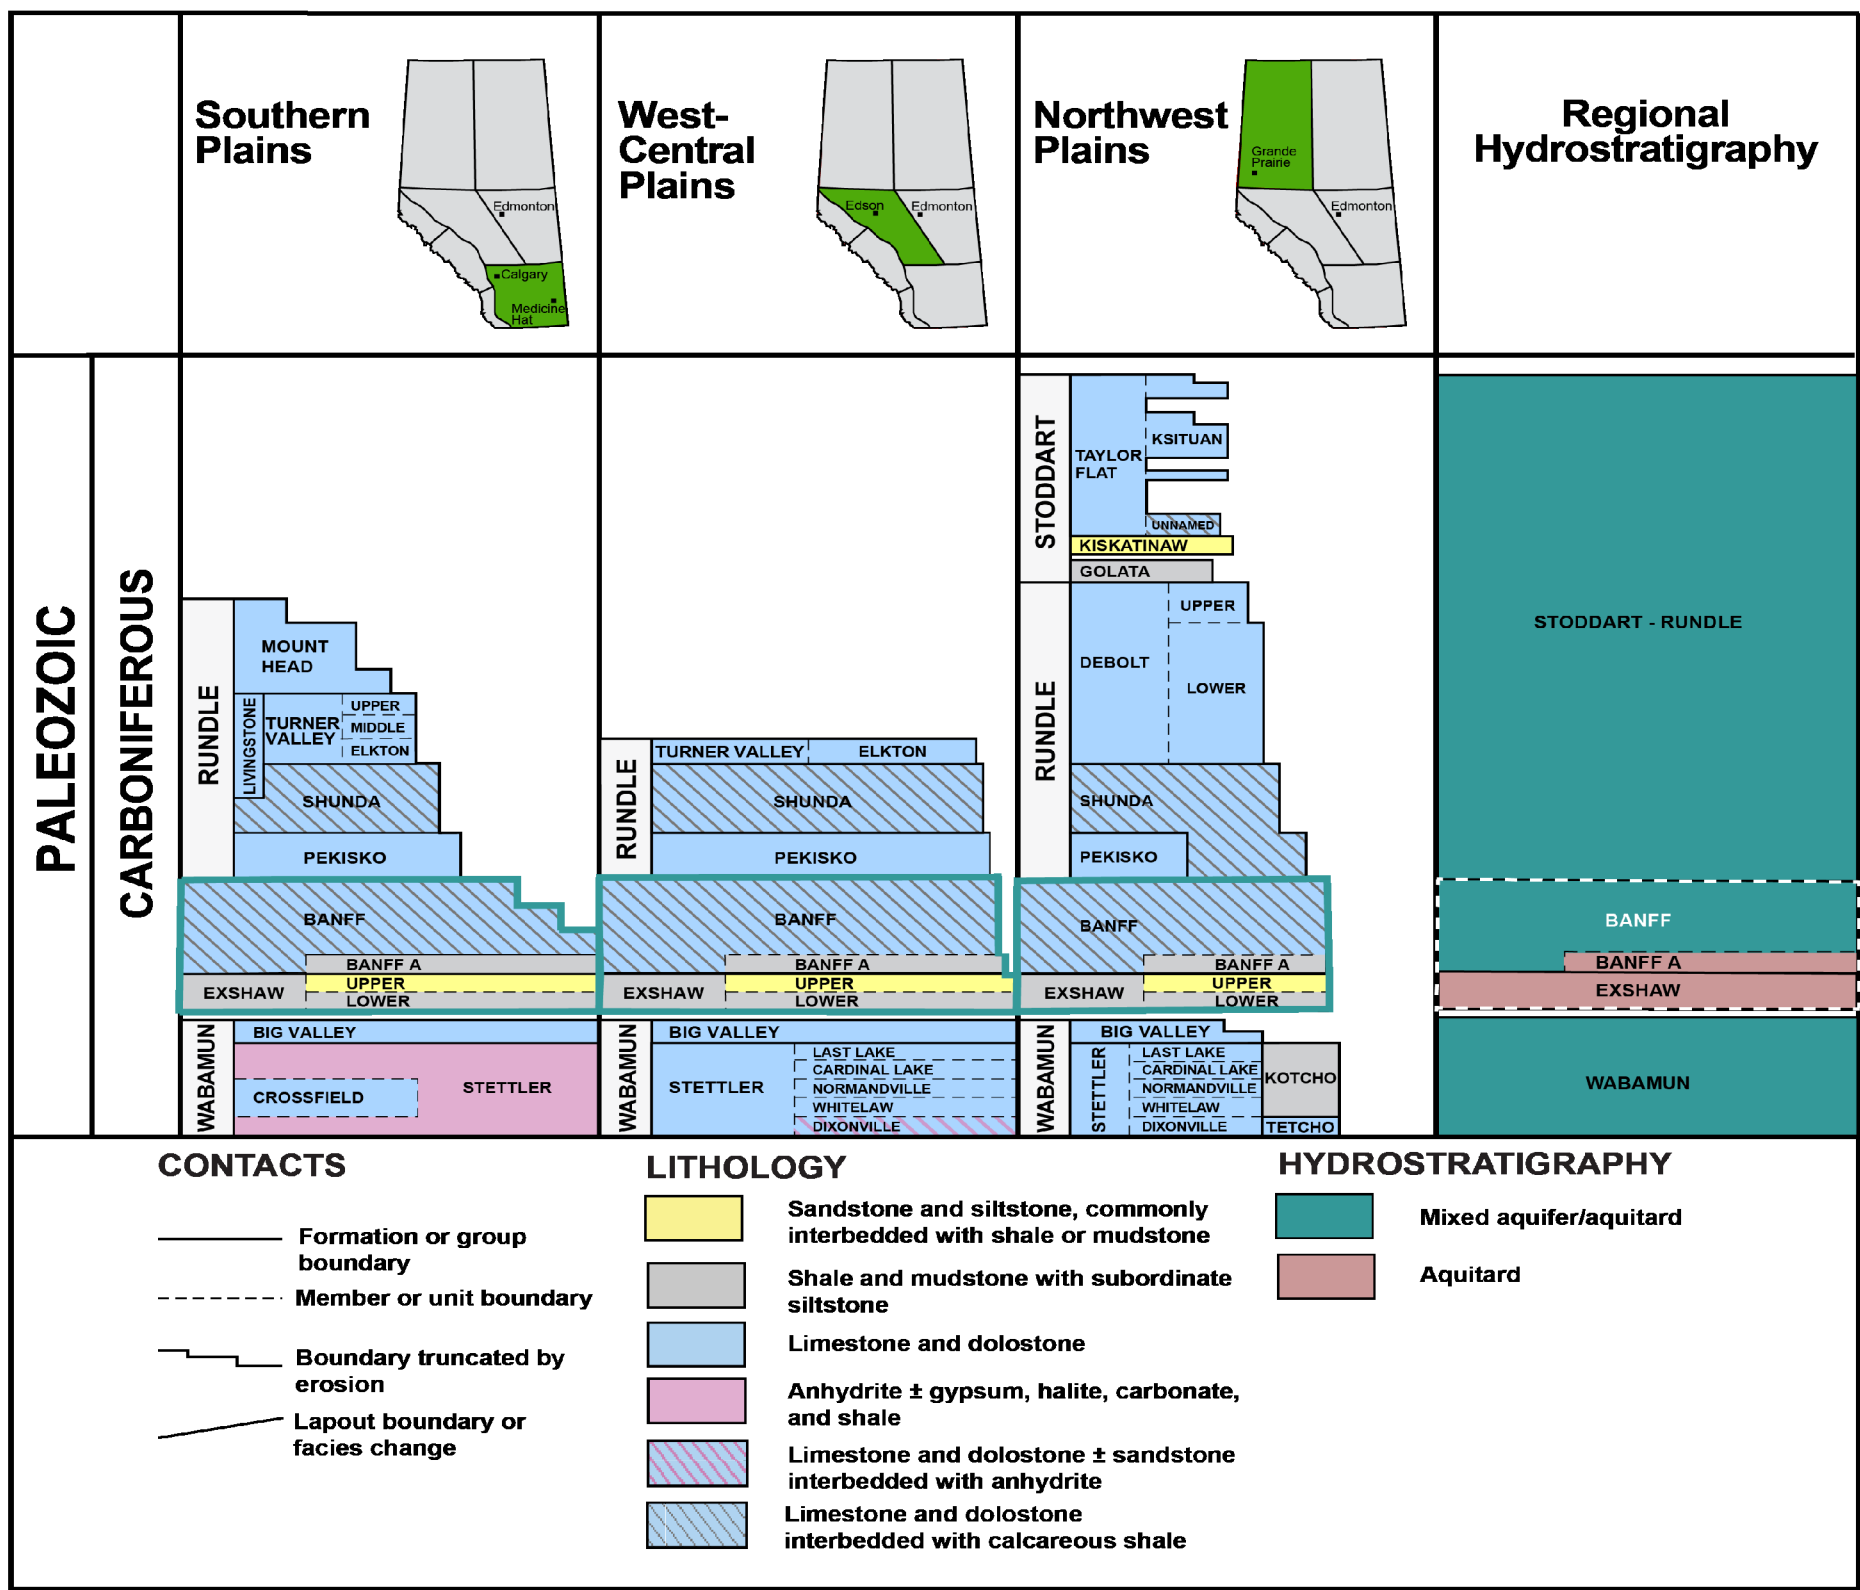 Southern
Plains
Edmonton
Calgary
Medicine
Hat
West-
Central
Plains
Edson
Edmonton
Northwest
Plains
Grande
Prairie
Edmonton
Regional
Hydrostratigraphy
PALEOZOIC
CARBONIFEROUS
RUNDLE
MOUNT
HEAD
LIVINGSTONE
TURNER
VALLEY
UPPER
MIDDLE
ELKTON
SHUNDA
PEKISKO
BANFF
BANFF A
EXSHAW
UPPER
LOWER
WABAMUN
BIG VALLEY
STETTLER
CROSSFIELD
RUNDLE
TURNER VALLEY
ELKTON
SHUNDA
PEKISKO
BANFF
BANFF A
EXSHAW
UPPER
LOWER
WABAMUN
BIG VALLEY
STETTLER
LAST LAKE
CARDINAL LAKE
NORMANDVILLE
WHITELAW
DIXONVILLE
STODDART
TAYLOR
FLAT
KSITUAN
UNNAMED
KISKATINAW
GOLATA
RUNDLE
DEBOLT
UPPER
LOWER
SHUNDA
PEKISKO
BANFF
BANFF A
EXSHAW
UPPER
LOWER
WABAMUN
BIG VALLEY
STETTLER
LAST LAKE
CARDINAL LAKE
NORMANDVILLE
WHITELAW
DIXONVILLE
KOTCHO
TETCHO
STODDART - RUNDLE
BANFF
BANFF A
EXSHAW
WABAMUN
CONTACTS
Formation or group
boundary
Member or unit boundary
Boundary truncated by
erosion
Lapout boundary or
facies change
LITHOLOGY
Sandstone and siltstone, commonly
interbedded with shale or mudstone
Shale and mudstone with subordinate
siltstone
Limestone and dolostone
Anhydrite ± gypsum, halite, carbonate,
and shale
Limestone and dolostone ± sandstone
interbedded with anhydrite
Limestone and dolostone
interbedded with calcareous shale
HYDROSTRATIGRAPHY
Mixed aquifer/aquitard
Aquitard